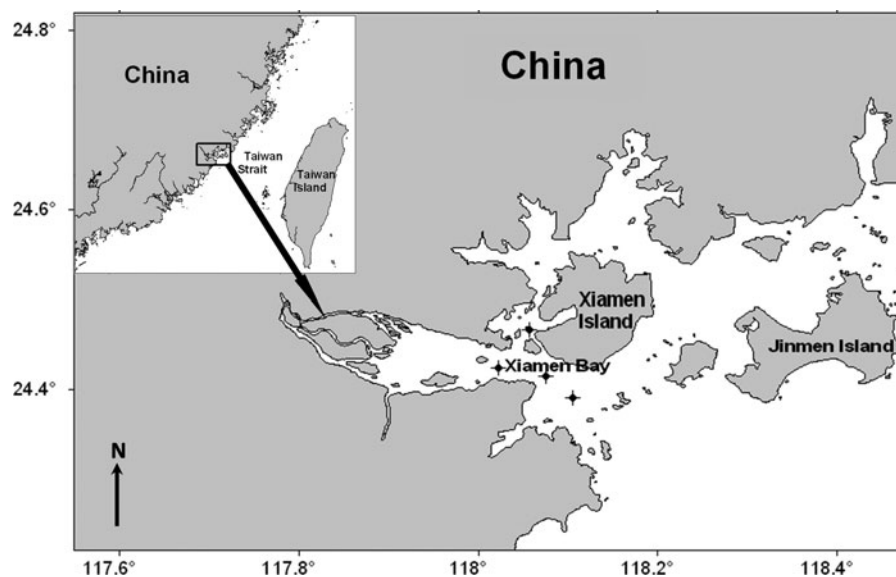 24.8°
24.6°
24.4°
China
Taiwan
Strait
Taiwan
Island
China
Xiamen
Island
Jinmen Island
Xiamen Bay
N
117.6°
117.8°
118°
118.2°
118.4°